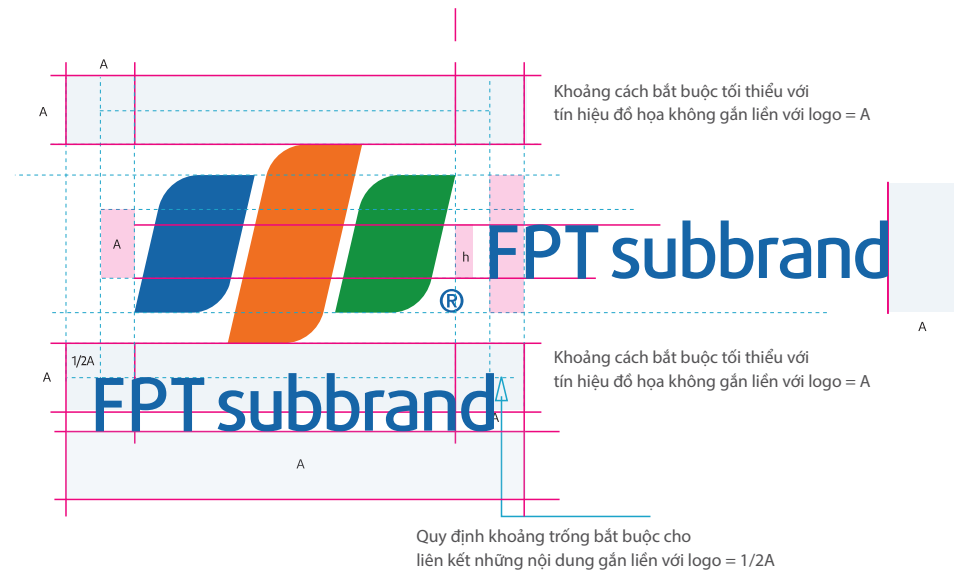 A
A
Khoảng cách bắt buộc tối thiểu với
tín hiệu đồ họa không gắn liền với logo = A
A
h
FPT subbrand
®
A
1/2A
A
Khoảng cách bắt buộc tối thiểu với
tín hiệu đồ họa không gắn liền với logo = A
FPT subbrand
A
A
Quy định khoảng trống bắt buộc cho
liên kết những nội dung gắn liền với logo = 1/2A